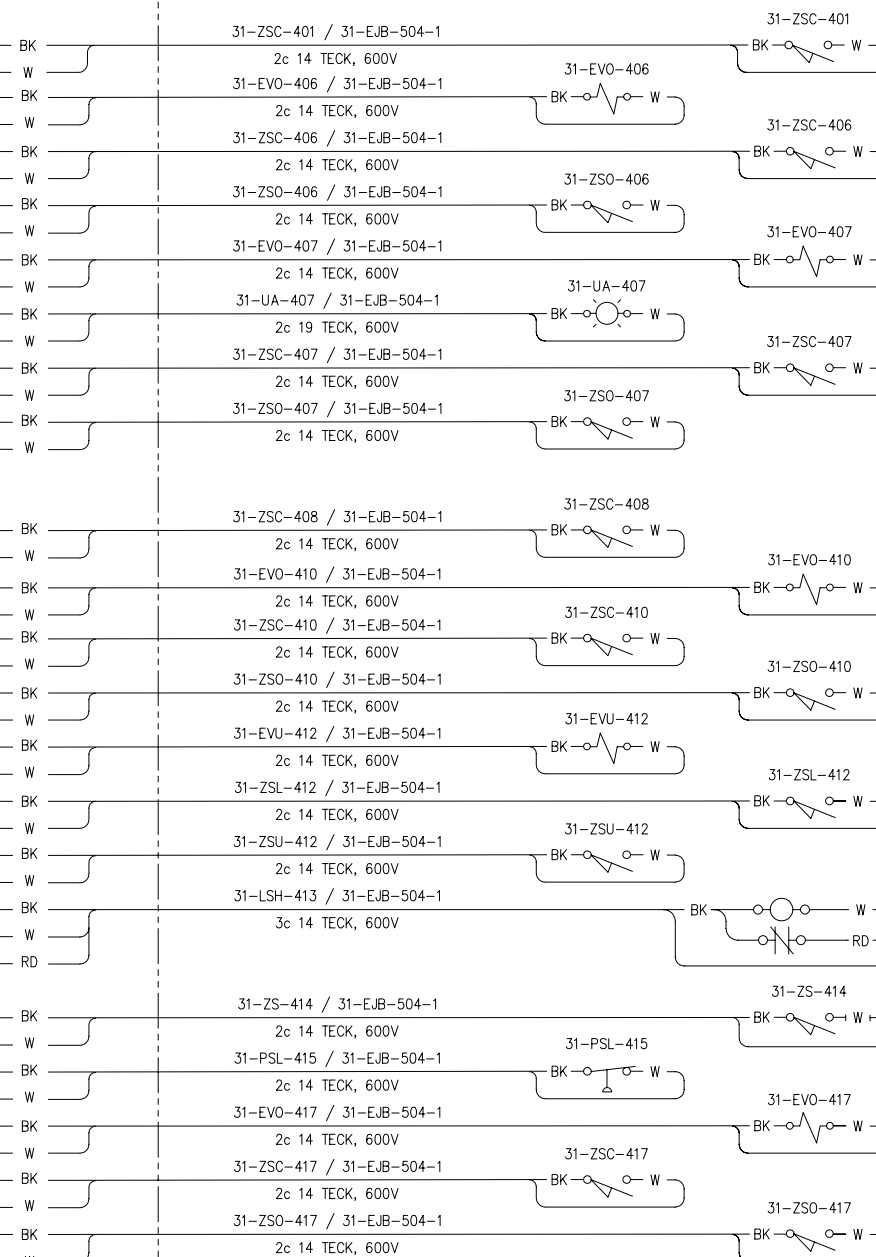 31-ZSC-401 / 31-EJB-504-1 31-ZSC-401
BK BK W
2c 14 TECK, 600V
W 31-EVO-406
31-EVO-406 / 31-EJB-504-1
BK BK W
2c 14 TECK, 600V
W 31-ZSC-406
31-ZSC-406 / 31-EJB-504-1
BK BK W
2c 14 TECK, 600V
W 31-ZSO-406
31-ZSO-406 / 31-EJB-504-1
BK BK W
2c 14 TECK, 600V
W 31-EVO-407
31-EVO-407 / 31-EJB-504-1
BK BK W
2c 14 TECK, 600V
W 31-UA-407
31-UA-407 / 31-EJB-504-1
BK BK W
2c 19 TECK, 600V
W 31-ZSC-407
31-ZSC-407 / 31-EJB-504-1
BK BK W
2c 14 TECK, 600V
W 31-ZSO-407
31-ZSO-407 / 31-EJB-504-1
BK BK W
2c 14 TECK, 600V
W
31-ZSC-408 / 31-EJB-504-1 31-ZSC-408
BK BK W
2c 14 TECK, 600V
W 31-EVO-410
31-EVO-410 / 31-EJB-504-1
BK BK W
2c 14 TECK, 600V
W 31-ZSC-410
31-ZSC-410 / 31-EJB-504-1
BK BK W
2c 14 TECK, 600V
W 31-ZSO-410
31-ZSO-410 / 31-EJB-504-1
BK BK W
2c 14 TECK, 600V
W 31-EVU-412
31-EVU-412 / 31-EJB-504-1
BK BK W
2c 14 TECK, 600V
W 31-ZSL-412
31-ZSL-412 / 31-EJB-504-1
BK BK W
2c 14 TECK, 600V
W 31-ZSU-412
31-ZSU-412 / 31-EJB-504-1
BK BK W
2c 14 TECK, 600V
W
31-LSH-413 / 31-EJB-504-1
BK BK W
3c 14 TECK, 600V
W RD
RD
31-ZS-414 / 31-EJB-504-1 31-ZS-414
BK BK W
2c 14 TECK, 600V
W 31-PSL-415
31-PSL-415 / 31-EJB-504-1
BK BK W
2c 14 TECK, 600V
W 31-EVO-417
31-EVO-417 / 31-EJB-504-1
BK BK W
2c 14 TECK, 600V
W 31-ZSC-417
31-ZSC-417 / 31-EJB-504-1
BK BK W
2c 14 TECK, 600V
W 31-ZSO-417
31-ZSO-417 / 31-EJB-504-1
BK BK W
2c 14 TECK, 600V